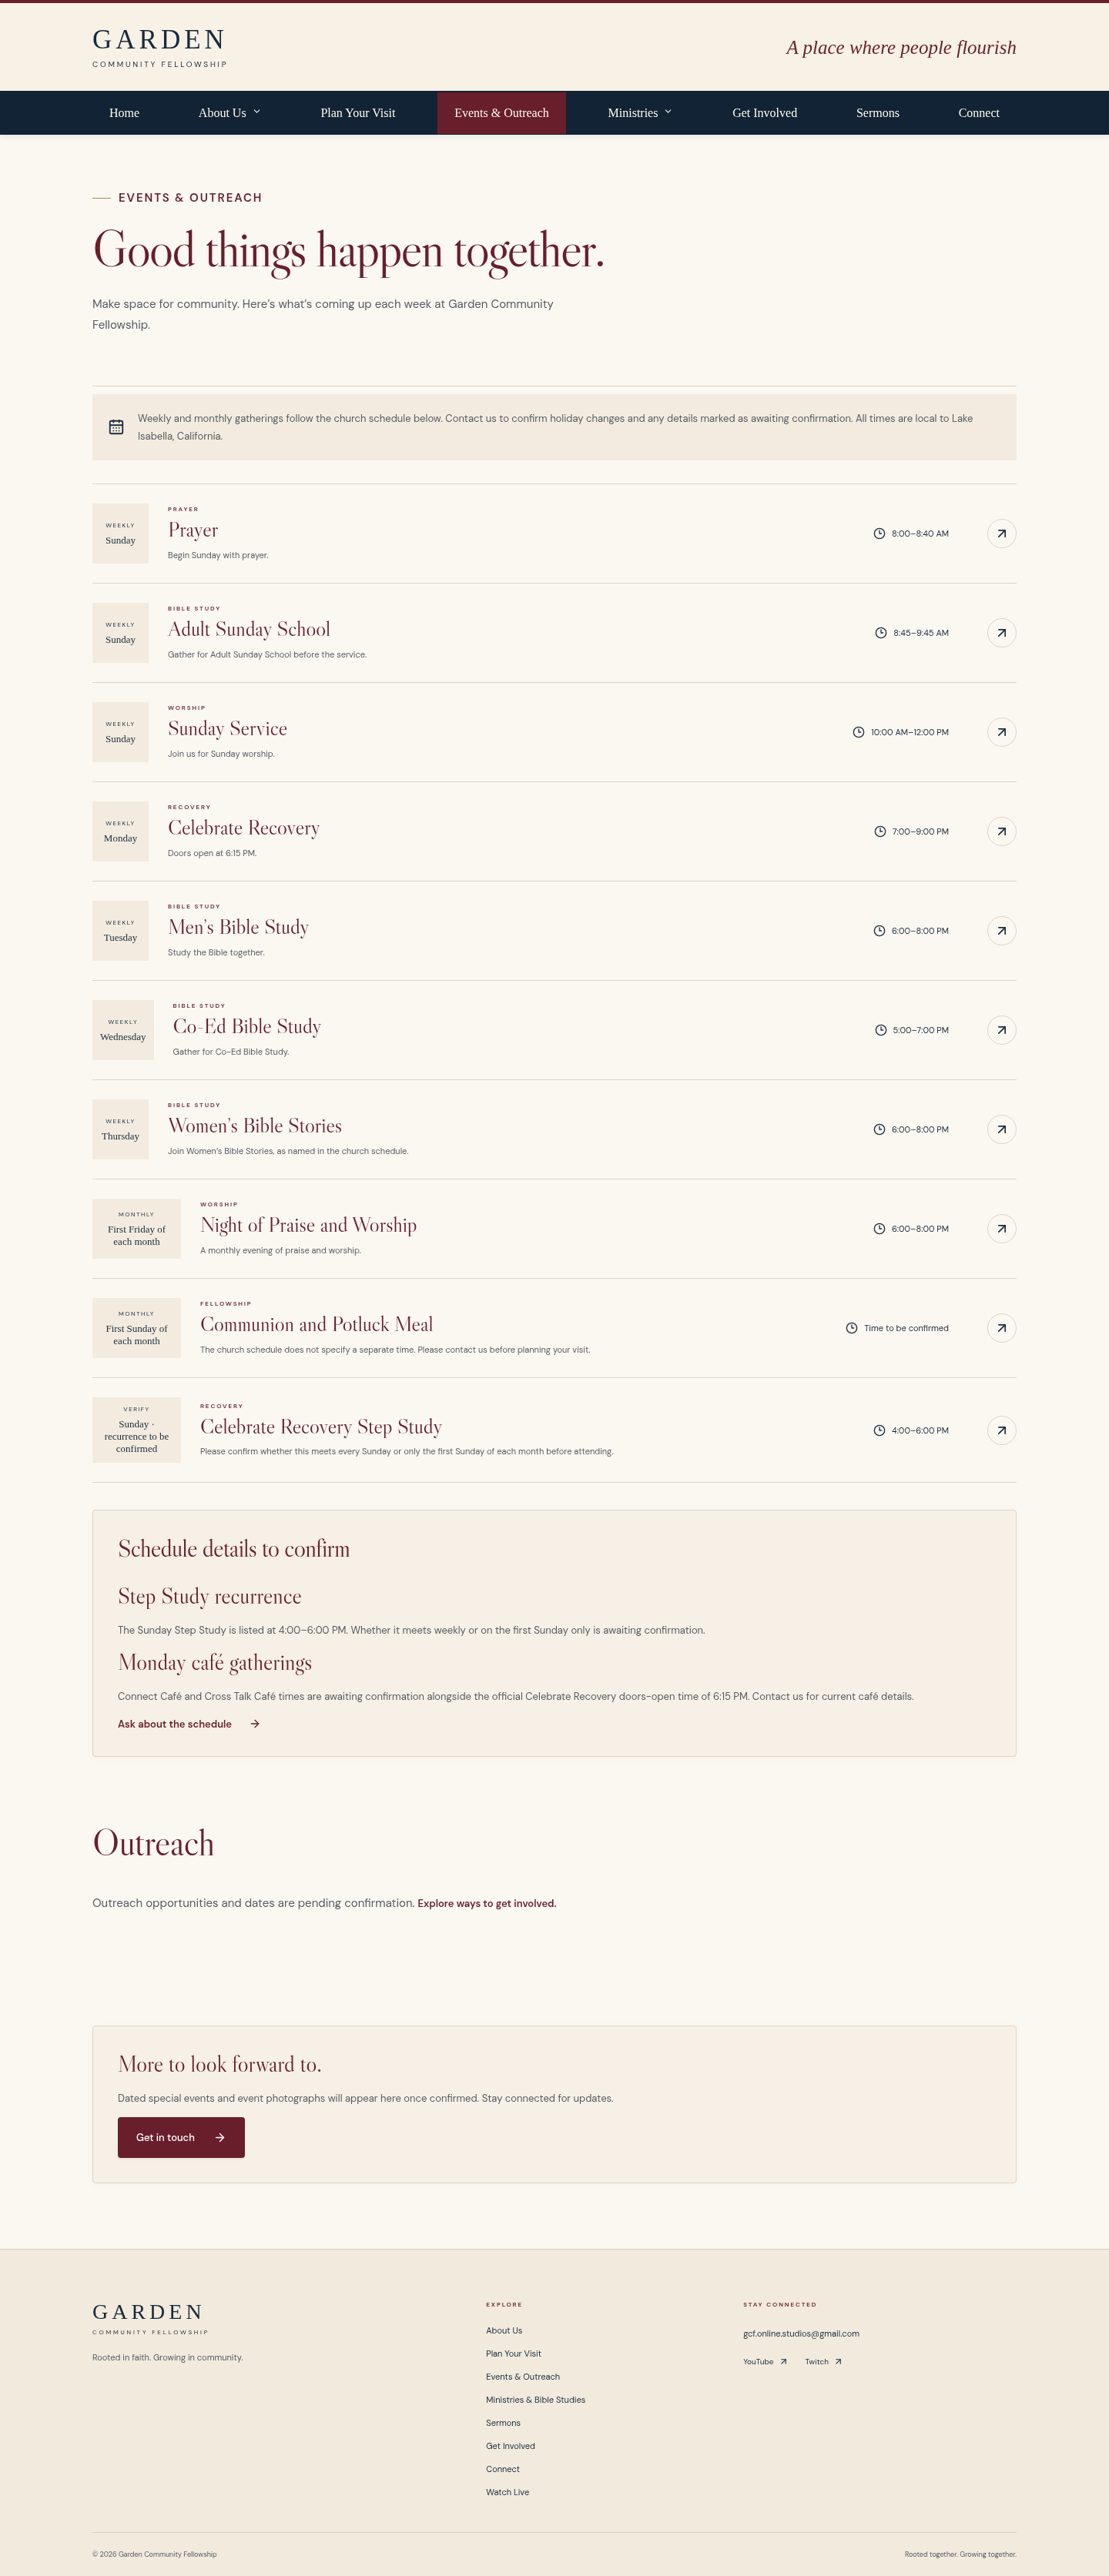 GARDEN
COMMUNITY FELLOWSHIP
A place where people flourish
Home
About Us
Plan Your Visit
Events & Outreach
Ministries
Get Involved
Sermons
Connect
EVENTS & OUTREACH
Good things happen together.
Make space for community. Here’s what’s coming up each week at Garden Community
Fellowship.
Weekly and monthly gatherings follow the church schedule below. Contact us to confirm holiday changes and any details marked as awaiting confirmation. All times are local to Lake
Isabella, California.
WEEKLY
Sunday
PRAYER
Prayer
Begin Sunday with prayer.
8:00–8:40 AM
WEEKLY
Sunday
BIBLE STUDY
Adult Sunday School
Gather for Adult Sunday School before the service.
8:45–9:45 AM
WEEKLY
Sunday
WORSHIP
Sunday Service
Join us for Sunday worship.
10:00 AM–12:00 PM
WEEKLY
Monday
RECOVERY
Celebrate Recovery
Doors open at 6:15 PM.
7:00–9:00 PM
WEEKLY
Tuesday
BIBLE STUDY
Men’s Bible Study
Study the Bible together.
6:00–8:00 PM
WEEKLY
Wednesday
BIBLE STUDY
Co-Ed Bible Study
Gather for Co-Ed Bible Study.
5:00–7:00 PM
WEEKLY
Thursday
BIBLE STUDY
Women’s Bible Stories
Join Women’s Bible Stories, as named in the church schedule.
6:00–8:00 PM
MONTHLY
First Friday of
each month
WORSHIP
Night of Praise and Worship
A monthly evening of praise and worship.
6:00–8:00 PM
MONTHLY
First Sunday of
each month
FELLOWSHIP
Communion and Potluck Meal
The church schedule does not specify a separate time. Please contact us before planning your visit.
Time to be confirmed
VERIFY
Sunday ·
recurrence to be
confirmed
RECOVERY
Celebrate Recovery Step Study
Please confirm whether this meets every Sunday or only the first Sunday of each month before attending.
4:00–6:00 PM
Schedule details to confirm
Step Study recurrence
The Sunday Step Study is listed at 4:00–6:00 PM. Whether it meets weekly or on the first Sunday only is awaiting confirmation.
Monday café gatherings
Connect Café and Cross Talk Café times are awaiting confirmation alongside the official Celebrate Recovery doors-open time of 6:15 PM. Contact us for current café details.
Ask about the schedule
Outreach
Outreach opportunities and dates are pending confirmation. Explore ways to get involved.
More to look forward to.
Dated special events and event photographs will appear here once confirmed. Stay connected for updates.
Get in touch
GARDEN
COMMUNITY FELLOWSHIP
Rooted in faith. Growing in community.
EXPLORE
About Us
Plan Your Visit
Events & Outreach
Ministries & Bible Studies
Sermons
Get Involved
Connect
Watch Live
STAY CONNECTED
gcf.online.studios@gmail.com
YouTube
Twitch
© 2026 Garden Community Fellowship
Rooted together. Growing together.